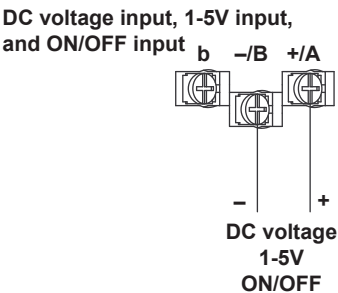 DC voltage input, 1-5V input,
and ON/OFF input
b –/B +/A
– +
DC voltage
1-5V
ON/OFF